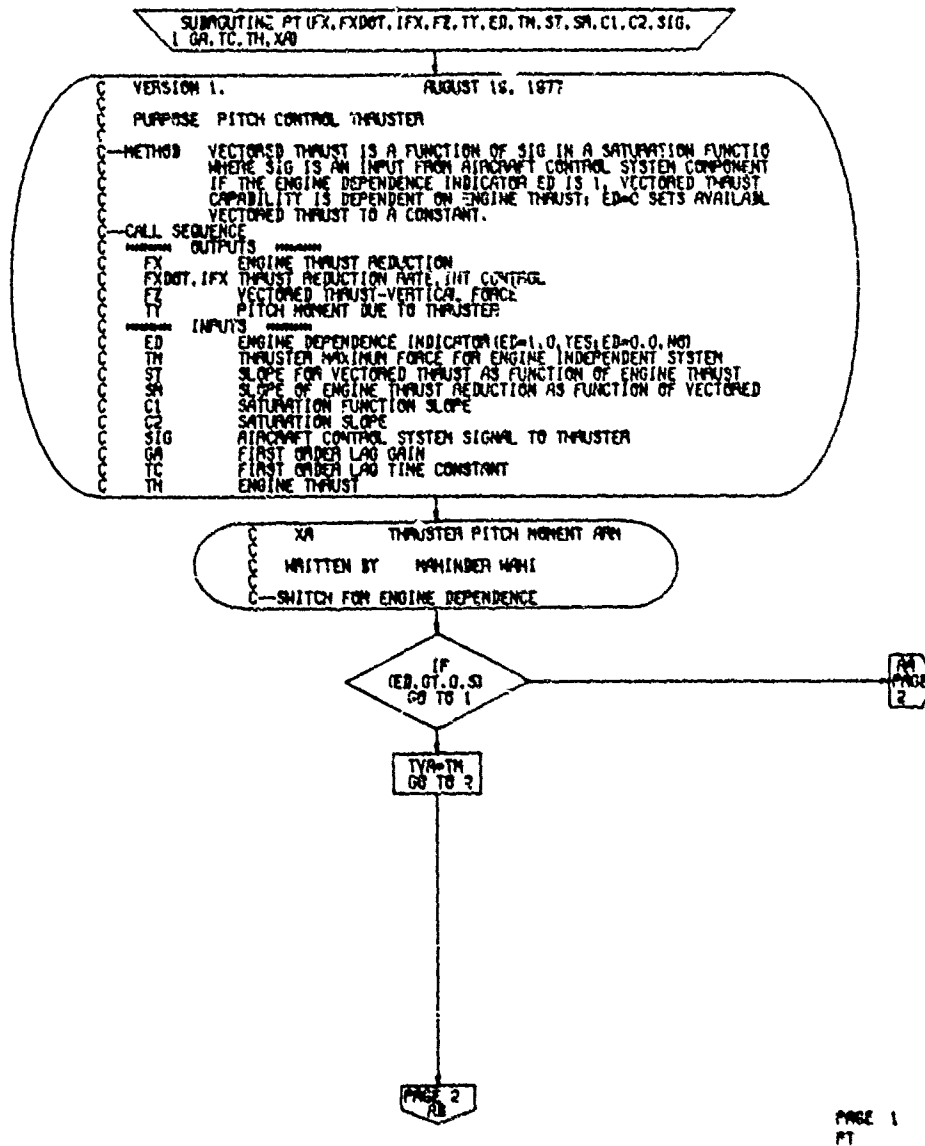 SUBROUTINE PT (FX, FXDOT, IFX, FZ, TY, ED, TM, ST, SR, C1, C2, SIG,
1 GA, TC, TH, XA)
C VERSION 1. AUGUST 16, 1977
C
C PURPOSE PITCH CONTROL THRUSTER
C
C--METHOD VECTORED THRUST IS A FUNCTION OF SIG IN A SATURATION FUNCTIO
C WHERE SIG IS AN INPUT FROM AIRCRAFT CONTROL SYSTEM COMPONENT
C IF THE ENGINE DEPENDENCE INDICATOR ED IS 1, VECTORED THRUST
C CAPABILITY IS DEPENDENT ON ENGINE THRUST; ED=0 SETS AVAILABL
C VECTORED THRUST TO A CONSTANT.
C--CALL SEQUENCE
C ****** OUTPUTS ******
C FX ENGINE THRUST REDUCTION
C FXDOT, IFX THRUST REDUCTION RATE, INT CONTROL
C FZ VECTORED THRUST-VERTICAL FORCE
C TY PITCH MOMENT DUE TO THRUSTER
C ****** INPUTS ******
C ED ENGINE DEPENDENCE INDICATOR(ED=1.0, YES;ED=0.0, NO)
C TM THRUSTER MAXIMUM FORCE FOR ENGINE INDEPENDENT SYSTEM
C ST SLOPE FOR VECTORED THRUST AS FUNCTION OF ENGINE THRUST
C SR SLOPE OF ENGINE THRUST REDUCTION AS FUNCTION OF VECTORED
C C1 SATURATION FUNCTION SLOPE
C C2 SATURATION SLOPE
C SIG AIRCRAFT CONTROL SYSTEM SIGNAL TO THRUSTER
C GA FIRST ORDER LAG GAIN
C TC FIRST ORDER LAG TIME CONSTANT
C TH ENGINE THRUST
C XA THRUSTER PITCH MOMENT ARM
C
C WRITTEN BY MAHINDER WAHI
C
C--SWITCH FOR ENGINE DEPENDENCE
IF
(ED.GT.0.5)
GO TO 1
AA
PAGE
2
TVA=TM
GO TO 2
PAGE 2
AB
PAGE 1
PT